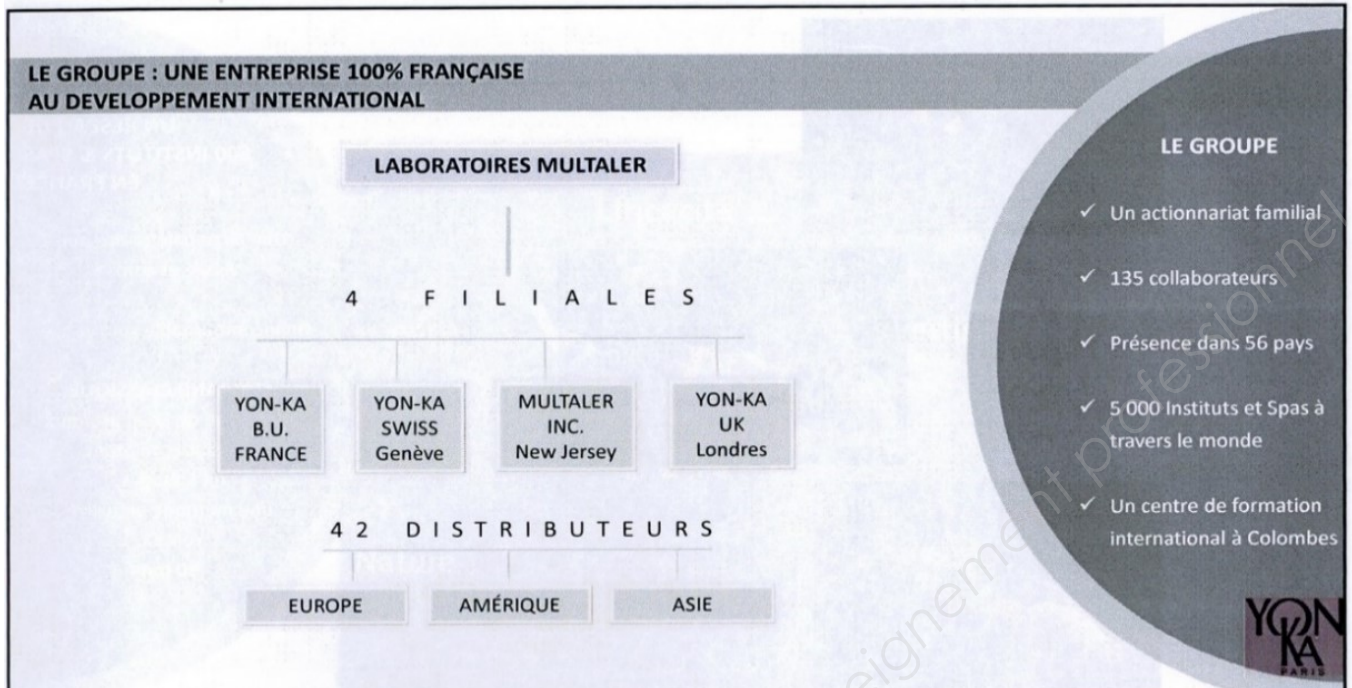 LE GROUPE : UNE ENTREPRISE 100% FRANÇAISE
AU DEVELOPPEMENT INTERNATIONAL
LABORATOIRES MULTALER
4 FILIALES
YON-KA
B.U.
FRANCE
YON-KA
SWISS
Genève
MULTALER
INC.
New Jersey
YON-KA
UK
Londres
42 DISTRIBUTEURS
EUROPE
AMÉRIQUE
ASIE
LE GROUPE
✓ Un actionnariat familial
✓ 135 collaborateurs
✓ Présence dans 56 pays
✓ 5 000 Instituts et Spas à
travers le monde
✓ Un centre de formation
international à Colbes
YON
KA
PARIS
eignement professionnel